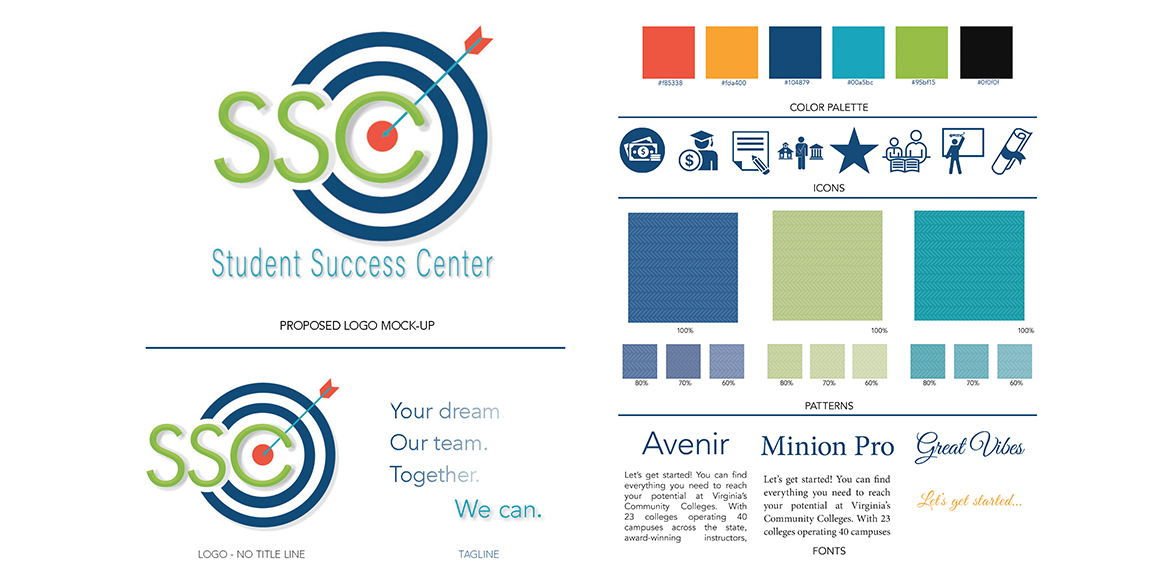 SSC
Student Success Center
PROPOSED LOGO MOCK-UP
SSC
LOGO - NO TITLE LINE
Your dream
Our team.
Together.
We can.
TAGLINE
#f85338 #fda400 #104879 #00a5bc #95bf15 #0f0f0f
COLOR PALETTE
$ $
ICONS
100% 100% 100%
80% 70% 60% 80% 70% 60% 80% 70% 60%
PATTERNS
Avenir
Let's get started! You can find
everything you need to reach
your potential at Virginia's
Community Colleges. With
23 colleges operating 40
campuses across the state,
award-winning instructors,
Minion Pro
Let's get started! You can find
everything you need to reach
your potential at Virginia's
Community Colleges. With 23
colleges operating 40 campuses
Great Vibes
Let's get started...
FONTS